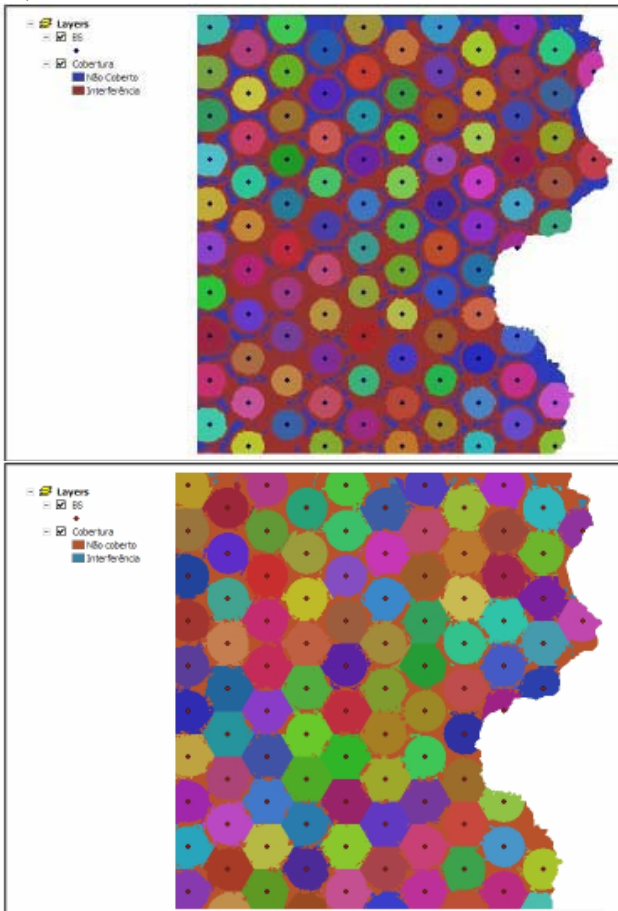 Layers
BS
Cobertura
Não Coberto
Interferência
Layers
BS
Cobertura
Não coberto
Interferência